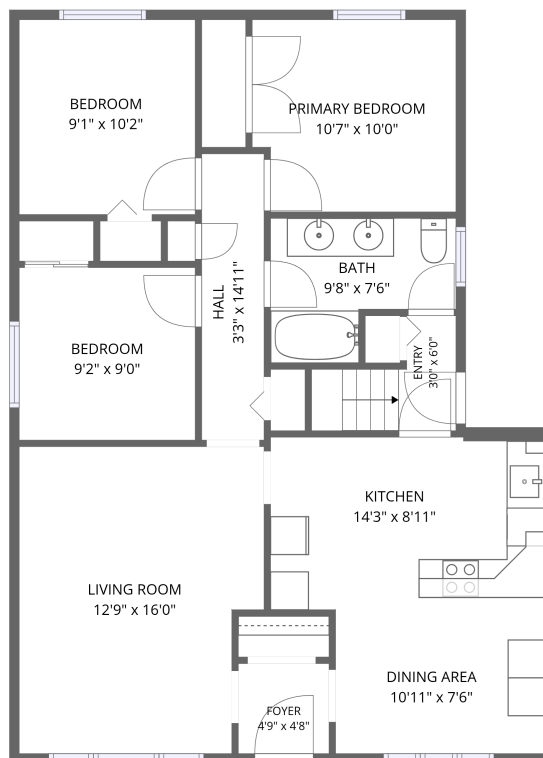 BEDROOM
9'1" x 10'2"
PRIMARY BEDROOM
10'7" x 10'0"
BATH
9'8" x 7'6"
HALL
3'3" x 14'11"
BEDROOM
9'2" x 9'0"
ENTRY
3'0" x 6'0"
KITCHEN
14'3" x 8'11"
LIVING ROOM
12'9" x 16'0"
DINING AREA
10'11" x 7'6"
FOYER
4'9" x 4'8"